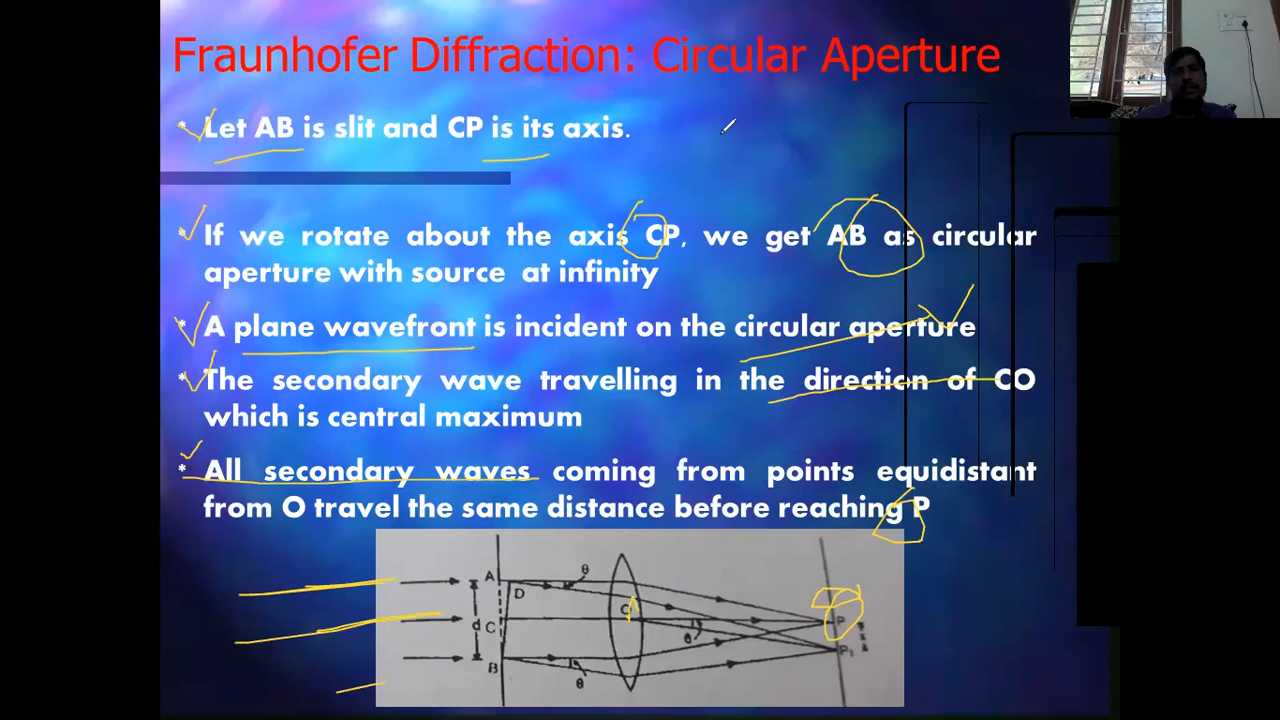 Fraunhofer Diffraction: Circular Aperture
* Let AB is slit and CP is its axis.
* If we rotate about the axis CP, we get AB as circular
aperture with source at infinity
* A plane wavefront is incident on the circular aperture
* The secondary wave travelling in the direction of CO
which is central maximum
* All secondary waves coming from points equidistant
from O travel the same distance before reaching P
A
θ
D
C
d
C
θ
P
B
θ
P₁